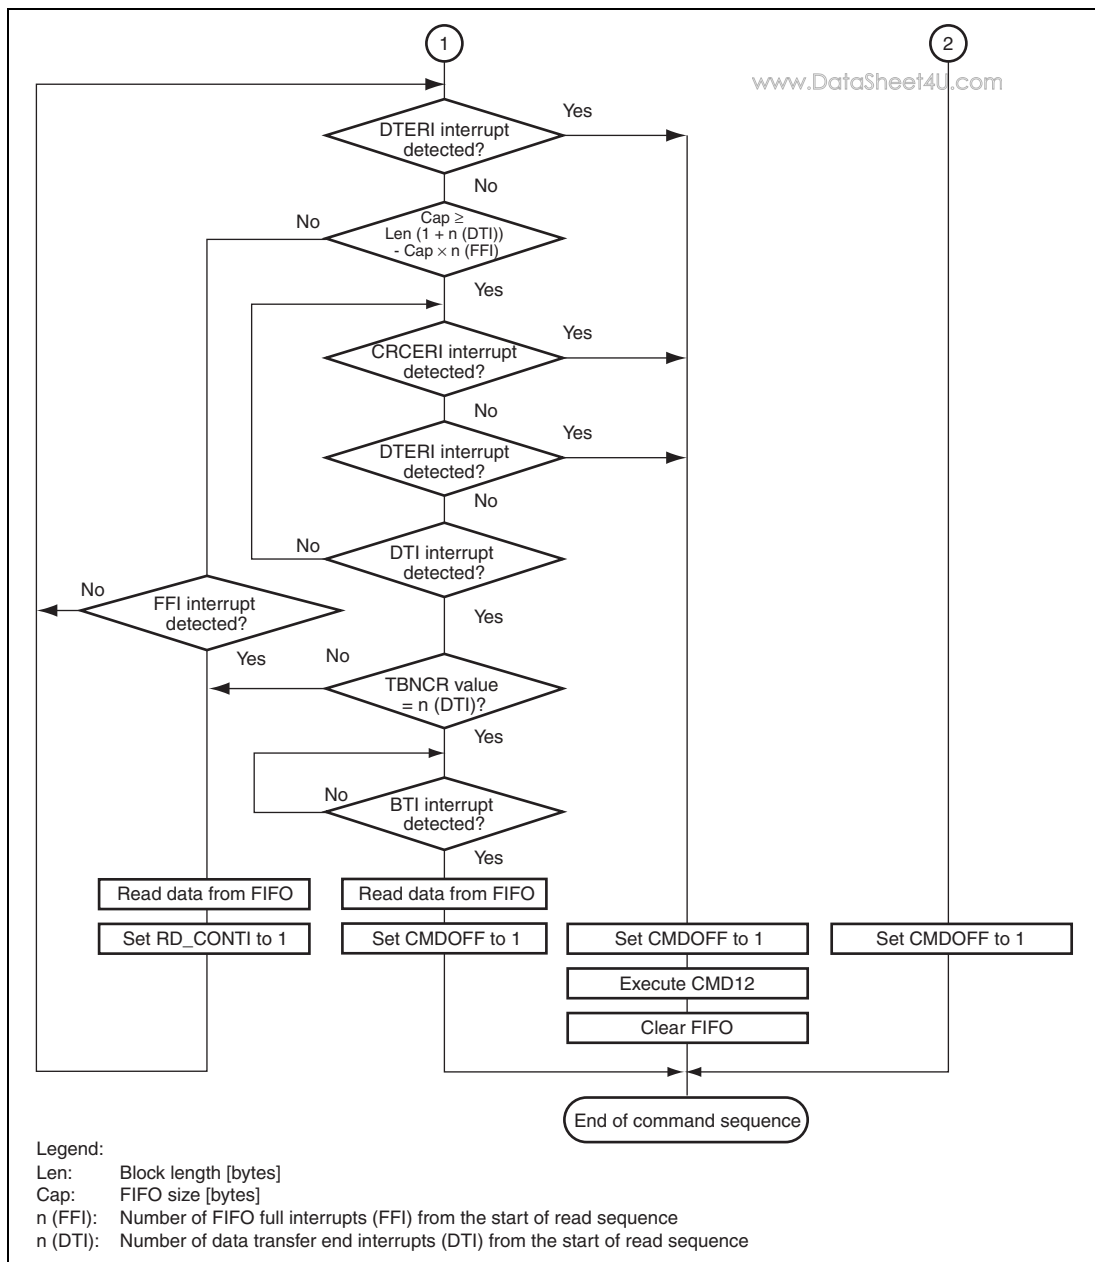 1
2
www.DataSheet4U.com
DTERI interrupt
detected?
Yes
No
Cap ≥
Len (1 + n (DTI))
- Cap × n (FFI)
No
Yes
CRCERI interrupt
detected?
Yes
No
DTERI interrupt
detected?
Yes
No
DTI interrupt
detected?
No
Yes
FFI interrupt
detected?
No
Yes
TBNCR value
= n (DTI)?
No
Yes
BTI interrupt
detected?
No
Yes
Read data from FIFO
Read data from FIFO
Set RD_CONTI to 1
Set CMDOFF to 1
Set CMDOFF to 1
Set CMDOFF to 1
Execute CMD12
Clear FIFO
End of command sequence
Legend:
Len: Block length [bytes]
Cap: FIFO size [bytes]
n (FFI): Number of FIFO full interrupts (FFI) from the start of read sequence
n (DTI): Number of data transfer end interrupts (DTI) from the start of read sequence